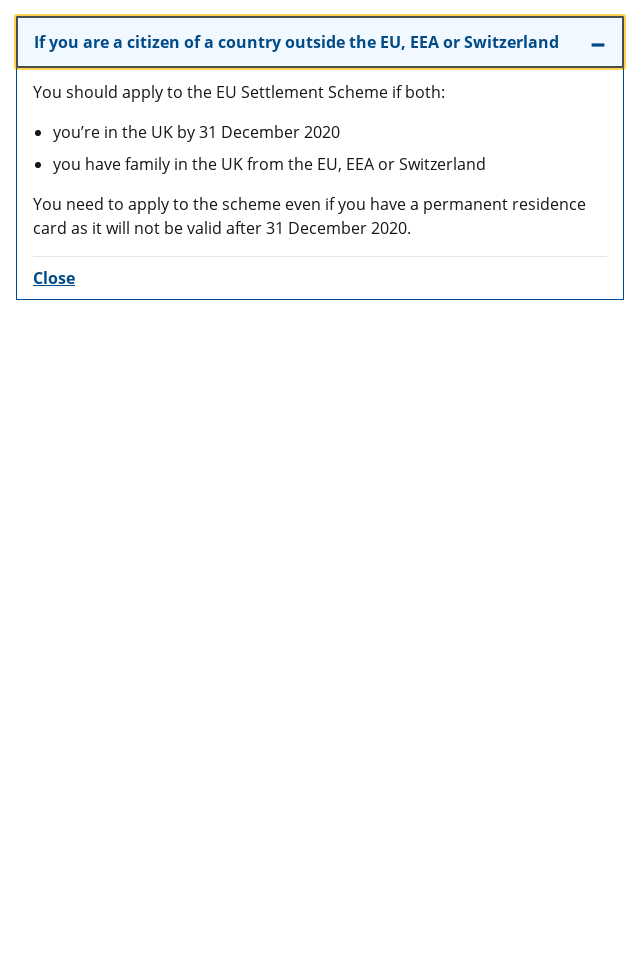 If you are a citizen of a country outside the EU, EEA or Switzerland
You should apply to the EU Settlement Scheme if both:
you’re in the UK by 31 December 2020
you have family in the UK from the EU, EEA or Switzerland
You need to apply to the scheme even if you have a permanent residence
card as it will not be valid after 31 December 2020.
Close